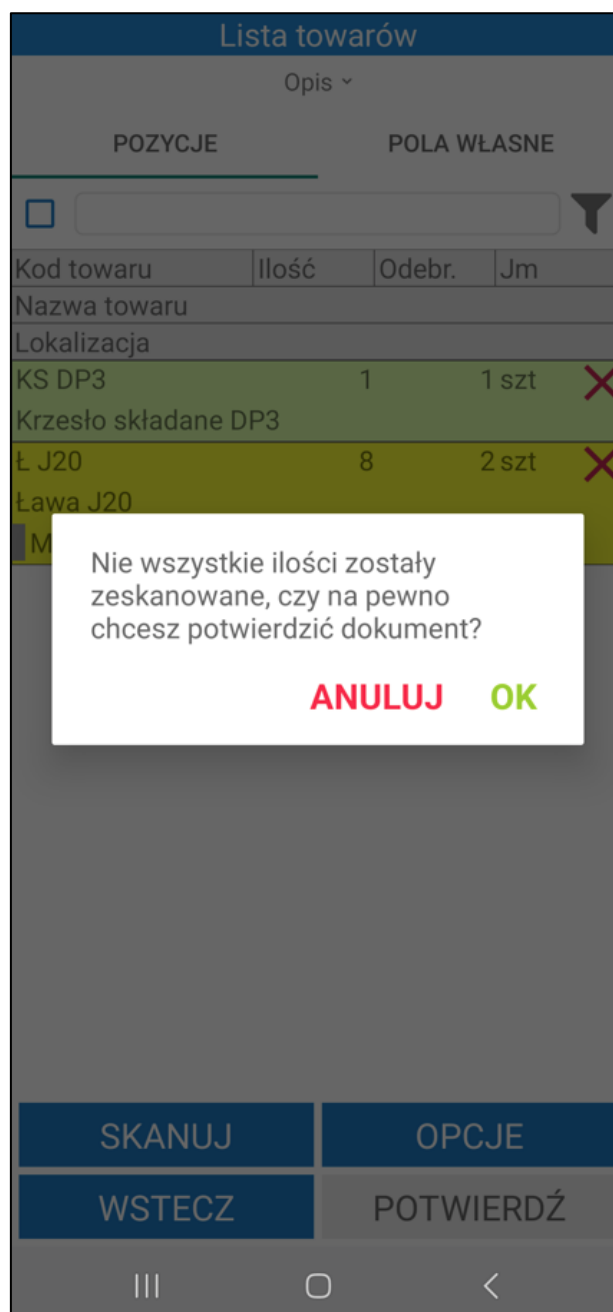 Lista towarów
Opis
POZYCJE POLA WŁASNE
Kod towaru Ilość Odebr. Jm
Nazwa towaru
Lokalizacja
KS DP3 1 1 szt
Krzesło składane DP3
Ł J20 8 2 szt
Ława J20
M
Nie wszystkie ilości zostały
zeskanowane, czy na pewno
chcesz potwierdzić dokument?
ANULUJ OK
SKANUJ OPCJE
WSTECZ POTWIERDŹ